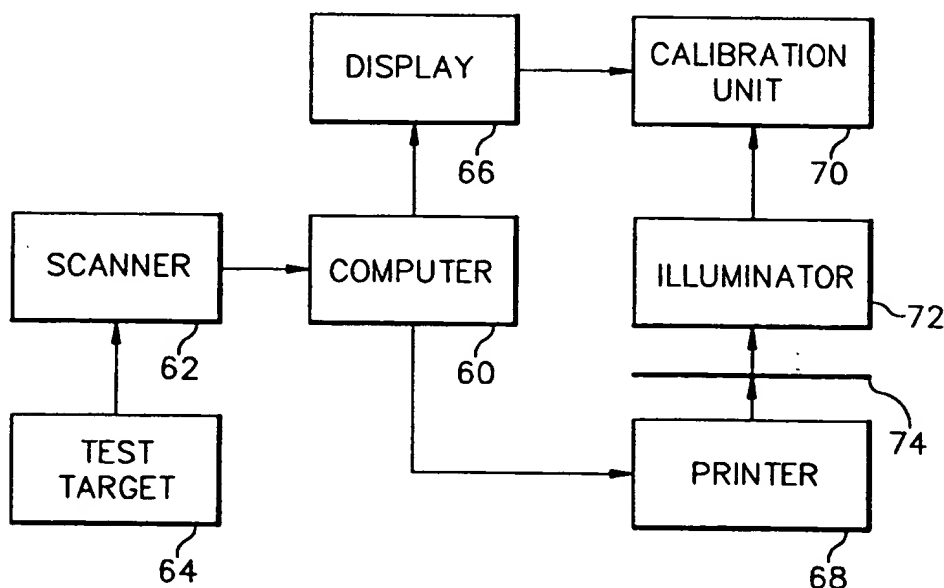 DISPLAY
66
CALIBRATION
UNIT
70
SCANNER
62
COMPUTER
60
ILLUMINATOR
72
74
TEST
TARGET
64
PRINTER
68